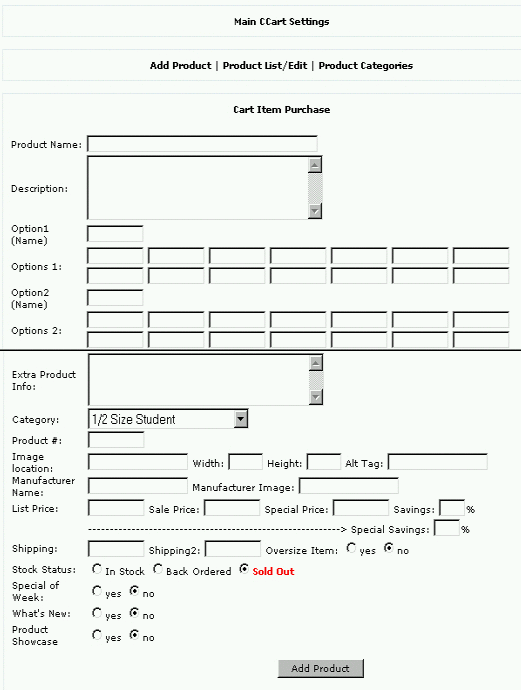 Main CCart Settings
Add Product | Product List/Edit | Product Categories
Cart Item Purchase
Product Name:
Description:
Option1
(Name)
Options 1:
Option2
(Name)
Options 2:
Extra Product
Info:
Category: 1/2 Size Student
Product #:
Image
location: Width: Height: Alt Tag:
Manufacturer
Name: Manufacturer Image:
List Price: Sale Price: Special Price: Savings: %
--------------------------------------------------> Special Savings: %
Shipping: Shipping2: Oversize Item: yes no
Stock Status: In Stock Back Ordered Sold Out
Special of
Week: yes no
What's New: yes no
Product
Showcase yes no
Add Product